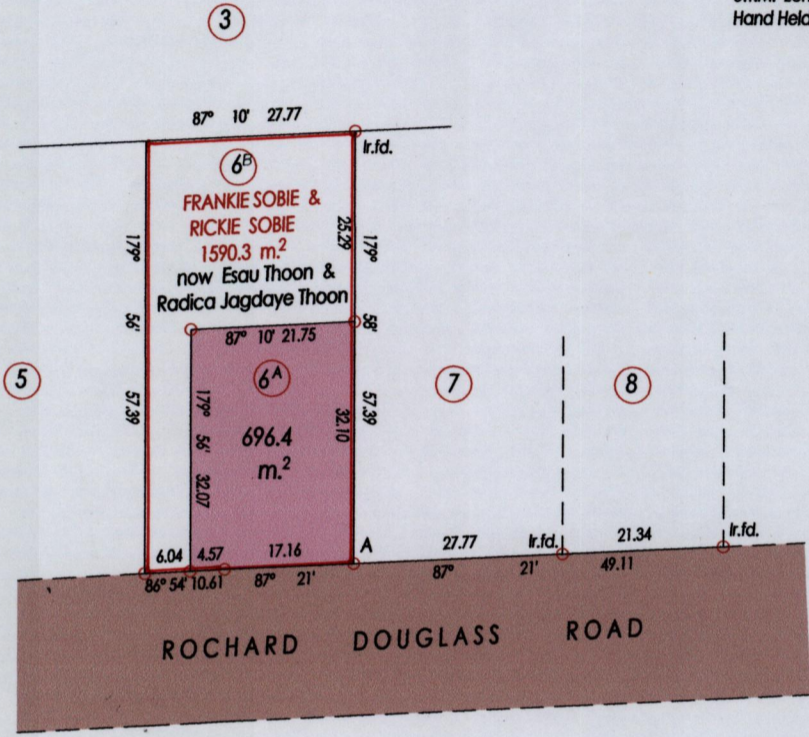 Hand Held
3
87° 10' 27.77
Ir.fd.
6B
FRANKIE SOBIE &
RICKIE SOBIE
1590.3 m.²
now Esau Thoon &
Radica Jagdaye Thoon
179° 56' 57.39
25.29
179° 58' 57.39
87° 10' 21.75
5
6A
7
8
179° 56' 32.07
696.4
m.²
32.10
6.04 4.57 17.16 A 27.77 Ir.fd. 21.34 Ir.fd.
86° 54' 10.61 87° 21' 87° 21' 49.11
ROCHARD DOUGLASS ROAD